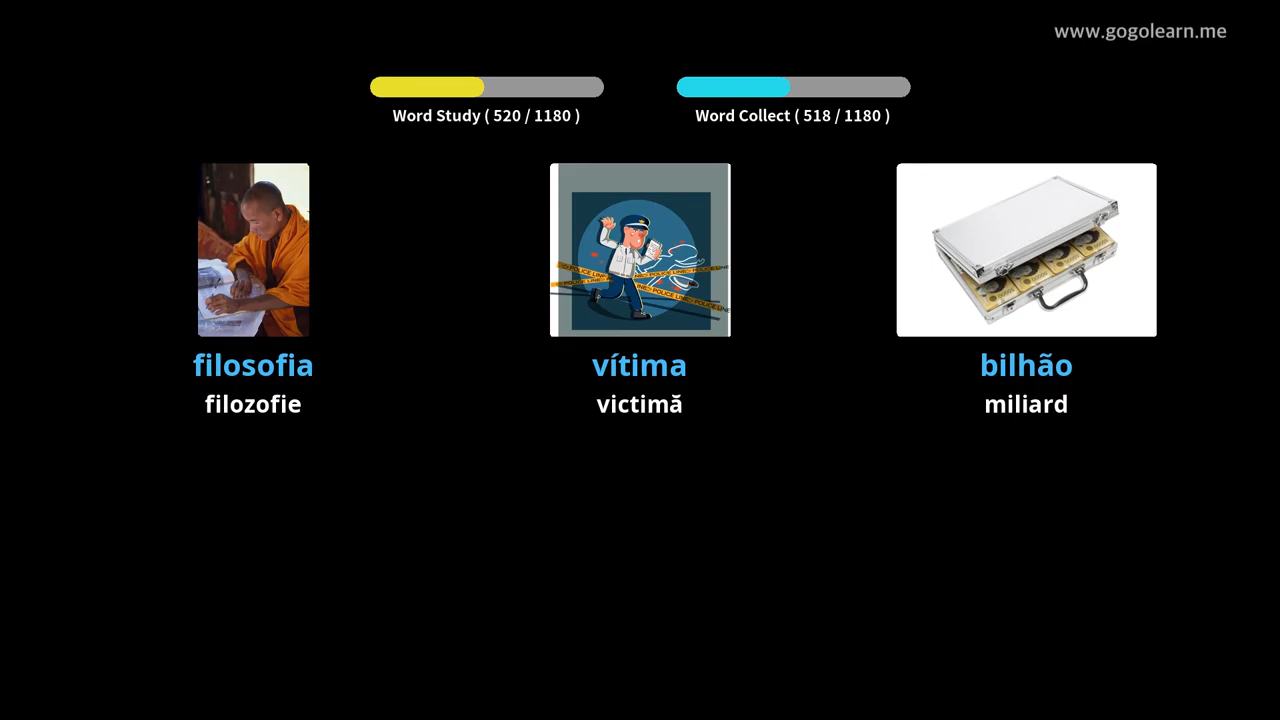 www.gogolearn.me
Word Study ( 520 / 1180 )
Word Collect ( 518 / 1180 )
filosofia
filozofie
vítima
victimă
bilhão
miliard